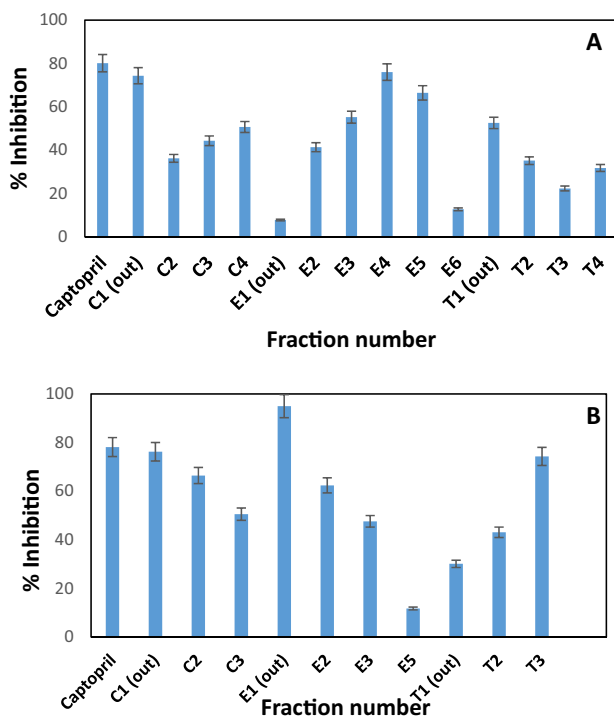 100
A
80
60
40
20
0
% Inhibition
Captopril
C1 (out)
C2
C3
C4
E1 (out)
E2
E3
E4
E5
E6
T1 (out)
T2
T3
T4
Fraction number
100
B
80
60
40
20
0
% Inhibition
Captopril
C1 (out)
C2
C3
E1 (out)
E2
E3
E5
T1 (out)
T2
T3
Fraction number